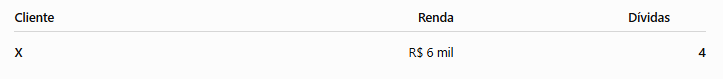 Cliente Renda Dívidas
X R$ 6 mil 4